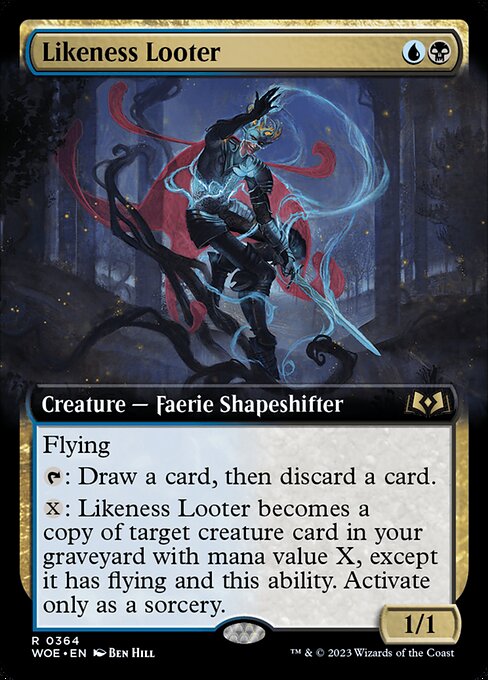 Likeness Looter
Creature — Faerie Shapeshifter
Flying
: Draw a card, then discard a card.
X: Likeness Looter becomes a
copy of target creature card in your
graveyard with mana value X, except
it has flying and this ability. Activate
only as a sorcery.
1/1
R 0364
WOE • EN Ben Hill
™ & © 2023 Wizards of the Coast